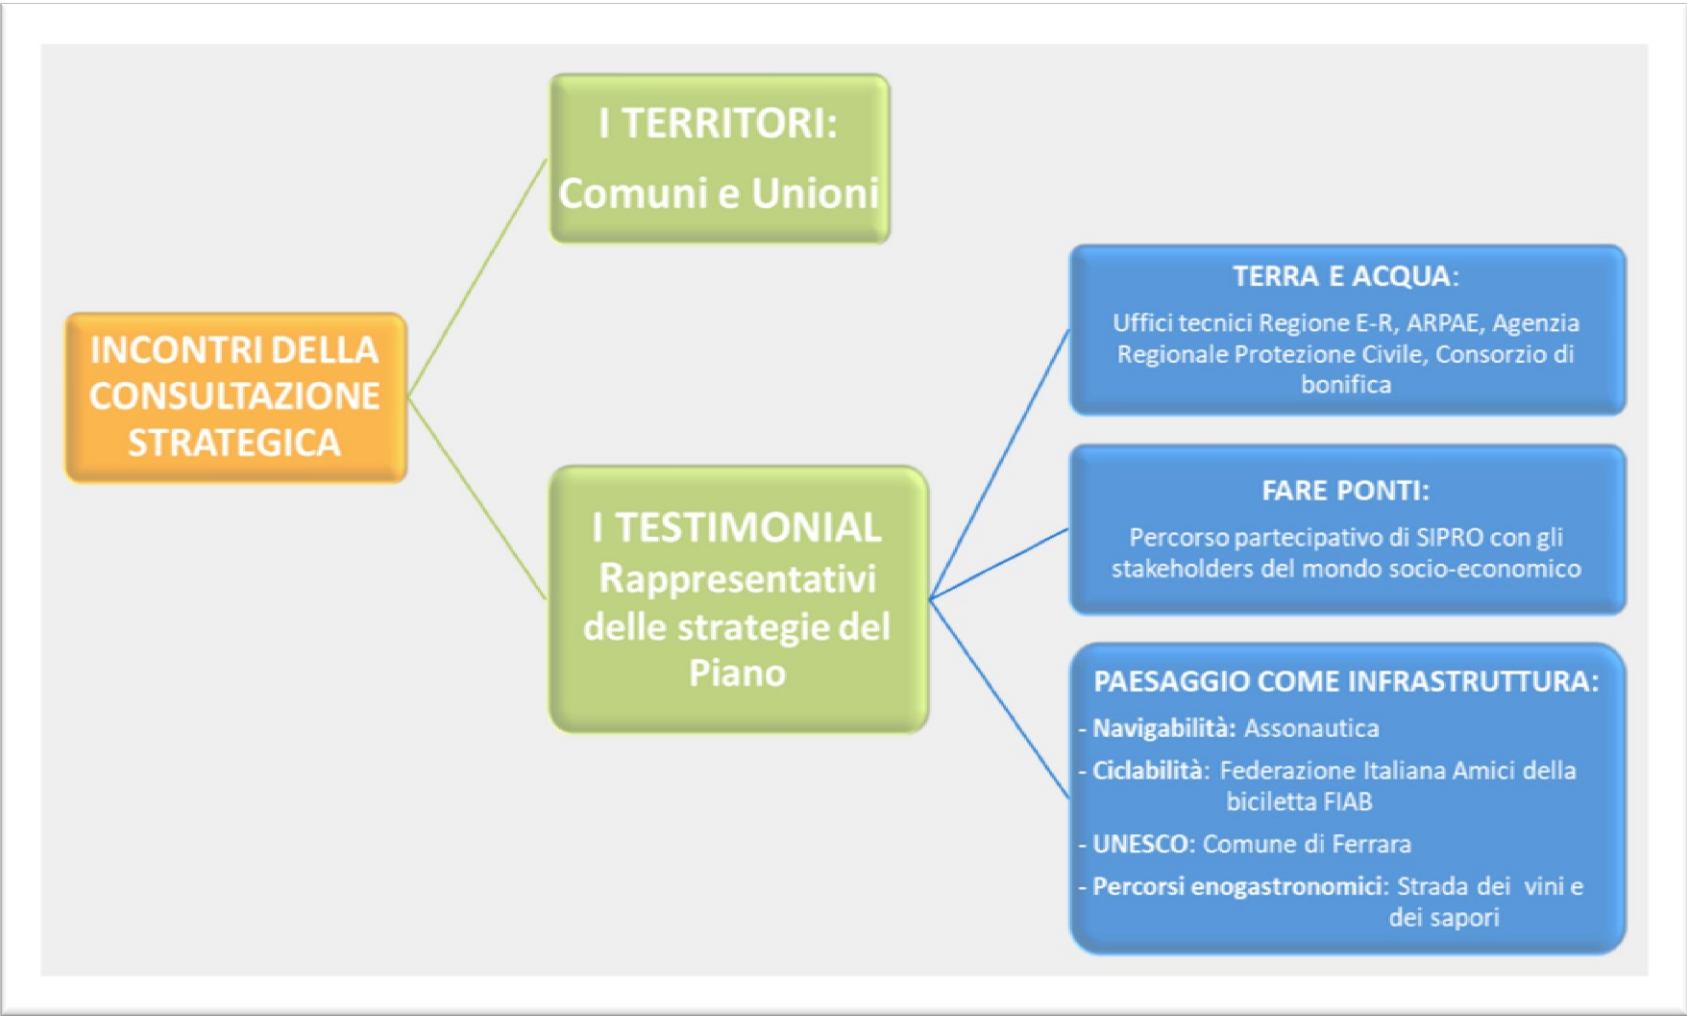 INCONTRI DELLA
CONSULTAZIONE
STRATEGICA
I TERRITORI:
Comuni e Unioni
I TESTIMONIAL
Rappresentativi
delle strategie del
Piano
TERRA E ACQUA:
Uffici tecnici Regione E-R, ARPAE, Agenzia
Regionale Protezione Civile, Consorzio di
bonifica
FARE PONTI:
Percorso partecipativo di SIPRO con gli
stakeholders del mondo socio-economico
PAESAGGIO COME INFRASTRUTTURA:
- Navigabilità: Assonautica
- Ciclabilità: Federazione Italiana Amici della
biciletta FIAB
- UNESCO: Comune di Ferrara
- Percorsi enogastronomici: Strada dei vini e
dei sapori